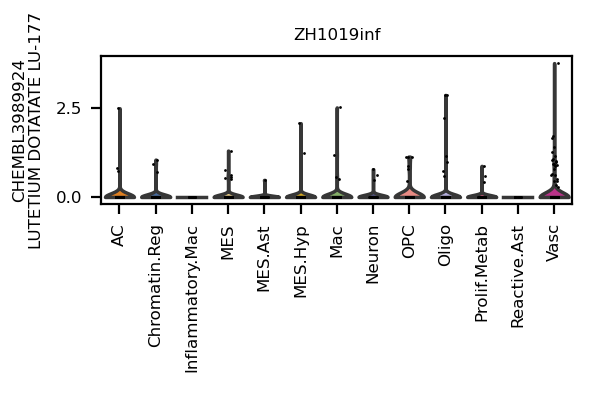 ZH1019inf
CHEMBL3989924
LUTETIUM DOTATATE LU-177
2.5
0.0
AC
Chromatin.Reg
Inflammatory.Mac
MES
MES.Ast
MES.Hyp
Mac
Neuron
OPC
Oligo
Prolif.Metab
Reactive.Ast
Vasc